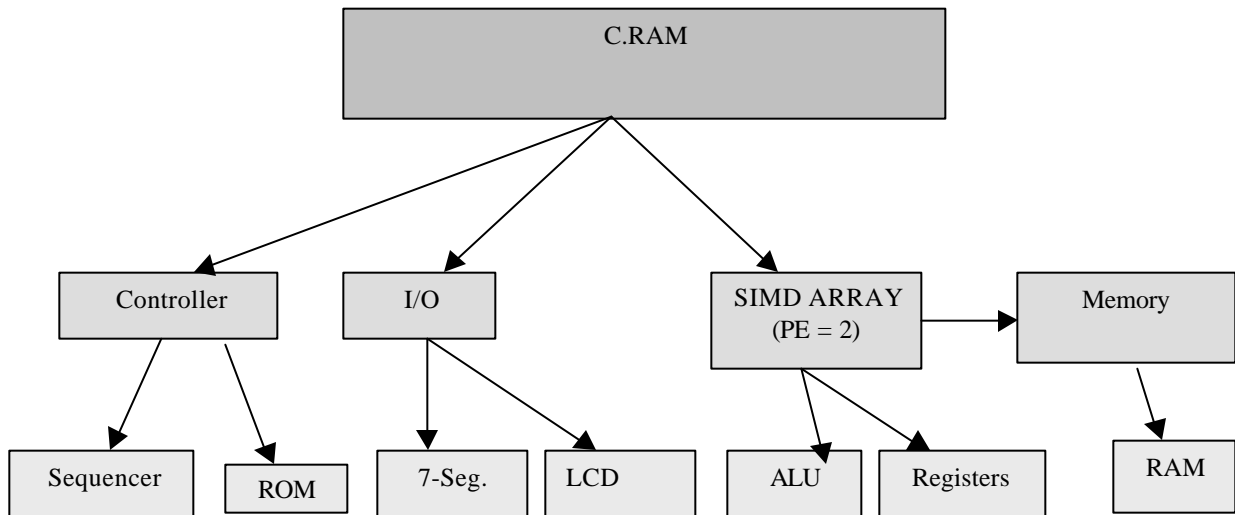 C.RAM
Controller
I/O
SIMD ARRAY
(PE = 2)
Memory
Sequencer
ROM
7-Seg.
LCD
ALU
Registers
RAM